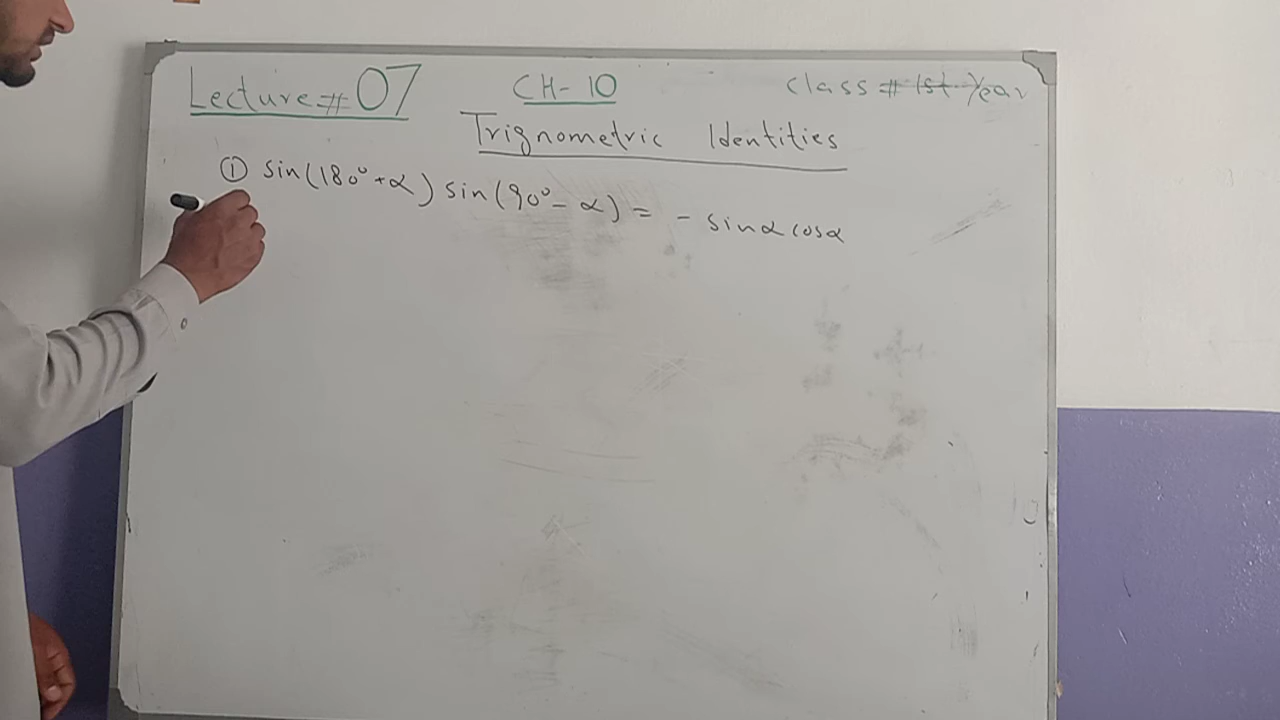 Lecture # 07 CH- 10 Class # 1st Year
Trignometric Identities
① sin(180°+α) sin(90°- α) = - sinα cosα